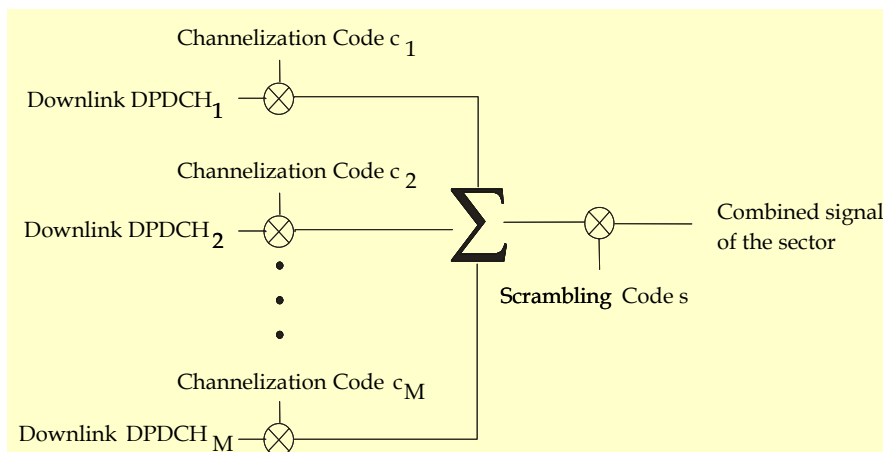 Channelization Code c 1
Downlink DPDCH1
Channelization Code c 2
Downlink DPDCH2
Σ
Combined signal
of the sector
Scrambling Code s
Channelization Code cM
Downlink DPDCHM